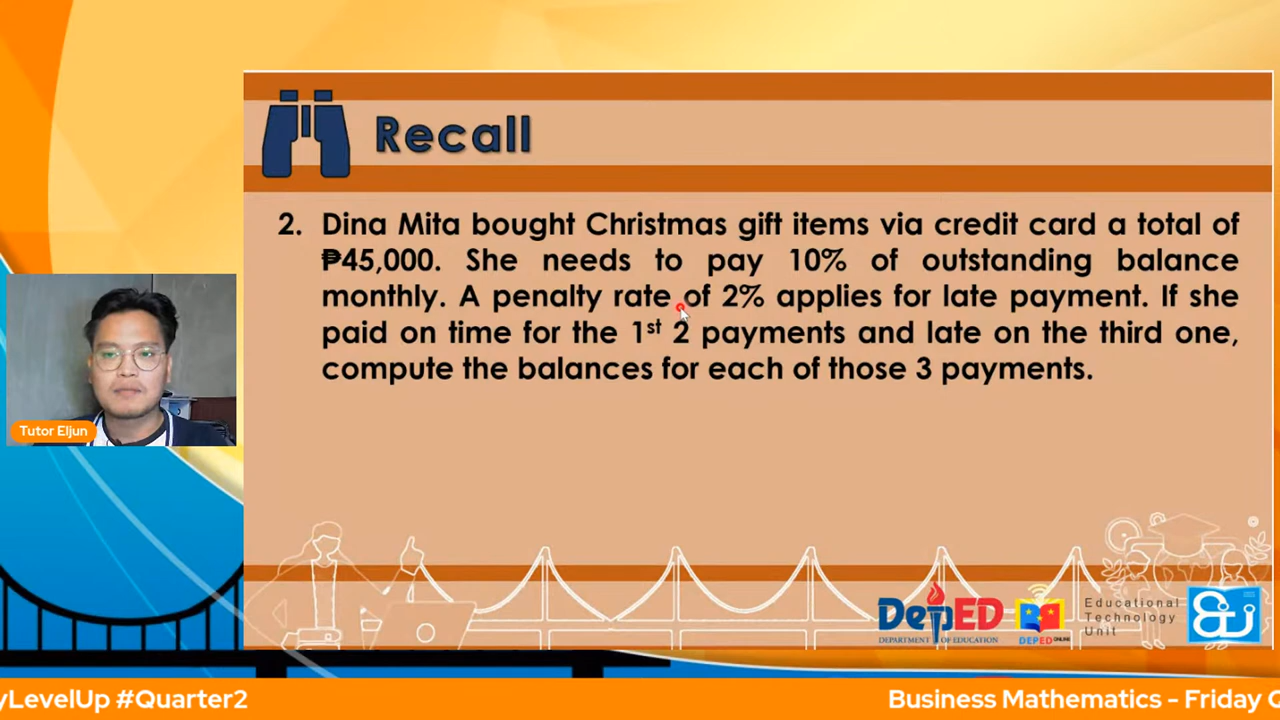 Recall
2. Dina Mita bought Christmas gift items via credit card a total of
₱45,000. She needs to pay 10% of outstanding balance
monthly. A penalty rate of 2% applies for late payment. If she
paid on time for the 1st 2 payments and late on the third one,
compute the balances for each of those 3 payments.
Tutor Eljun
DepED
DEPARTMENT OF EDUCATION
DEPED ONLINE
Educational
Technology
Unit
yLevelUp #Quarter2
Business Mathematics - Friday